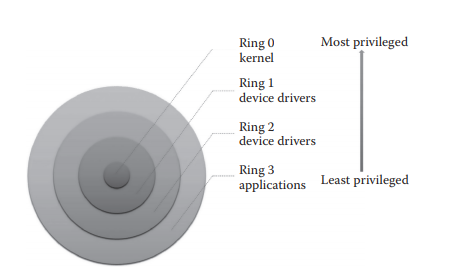 Ring 0
kernel
Most privileged
Ring 1
device drivers
Ring 2
device drivers
Ring 3
applications
Least privileged